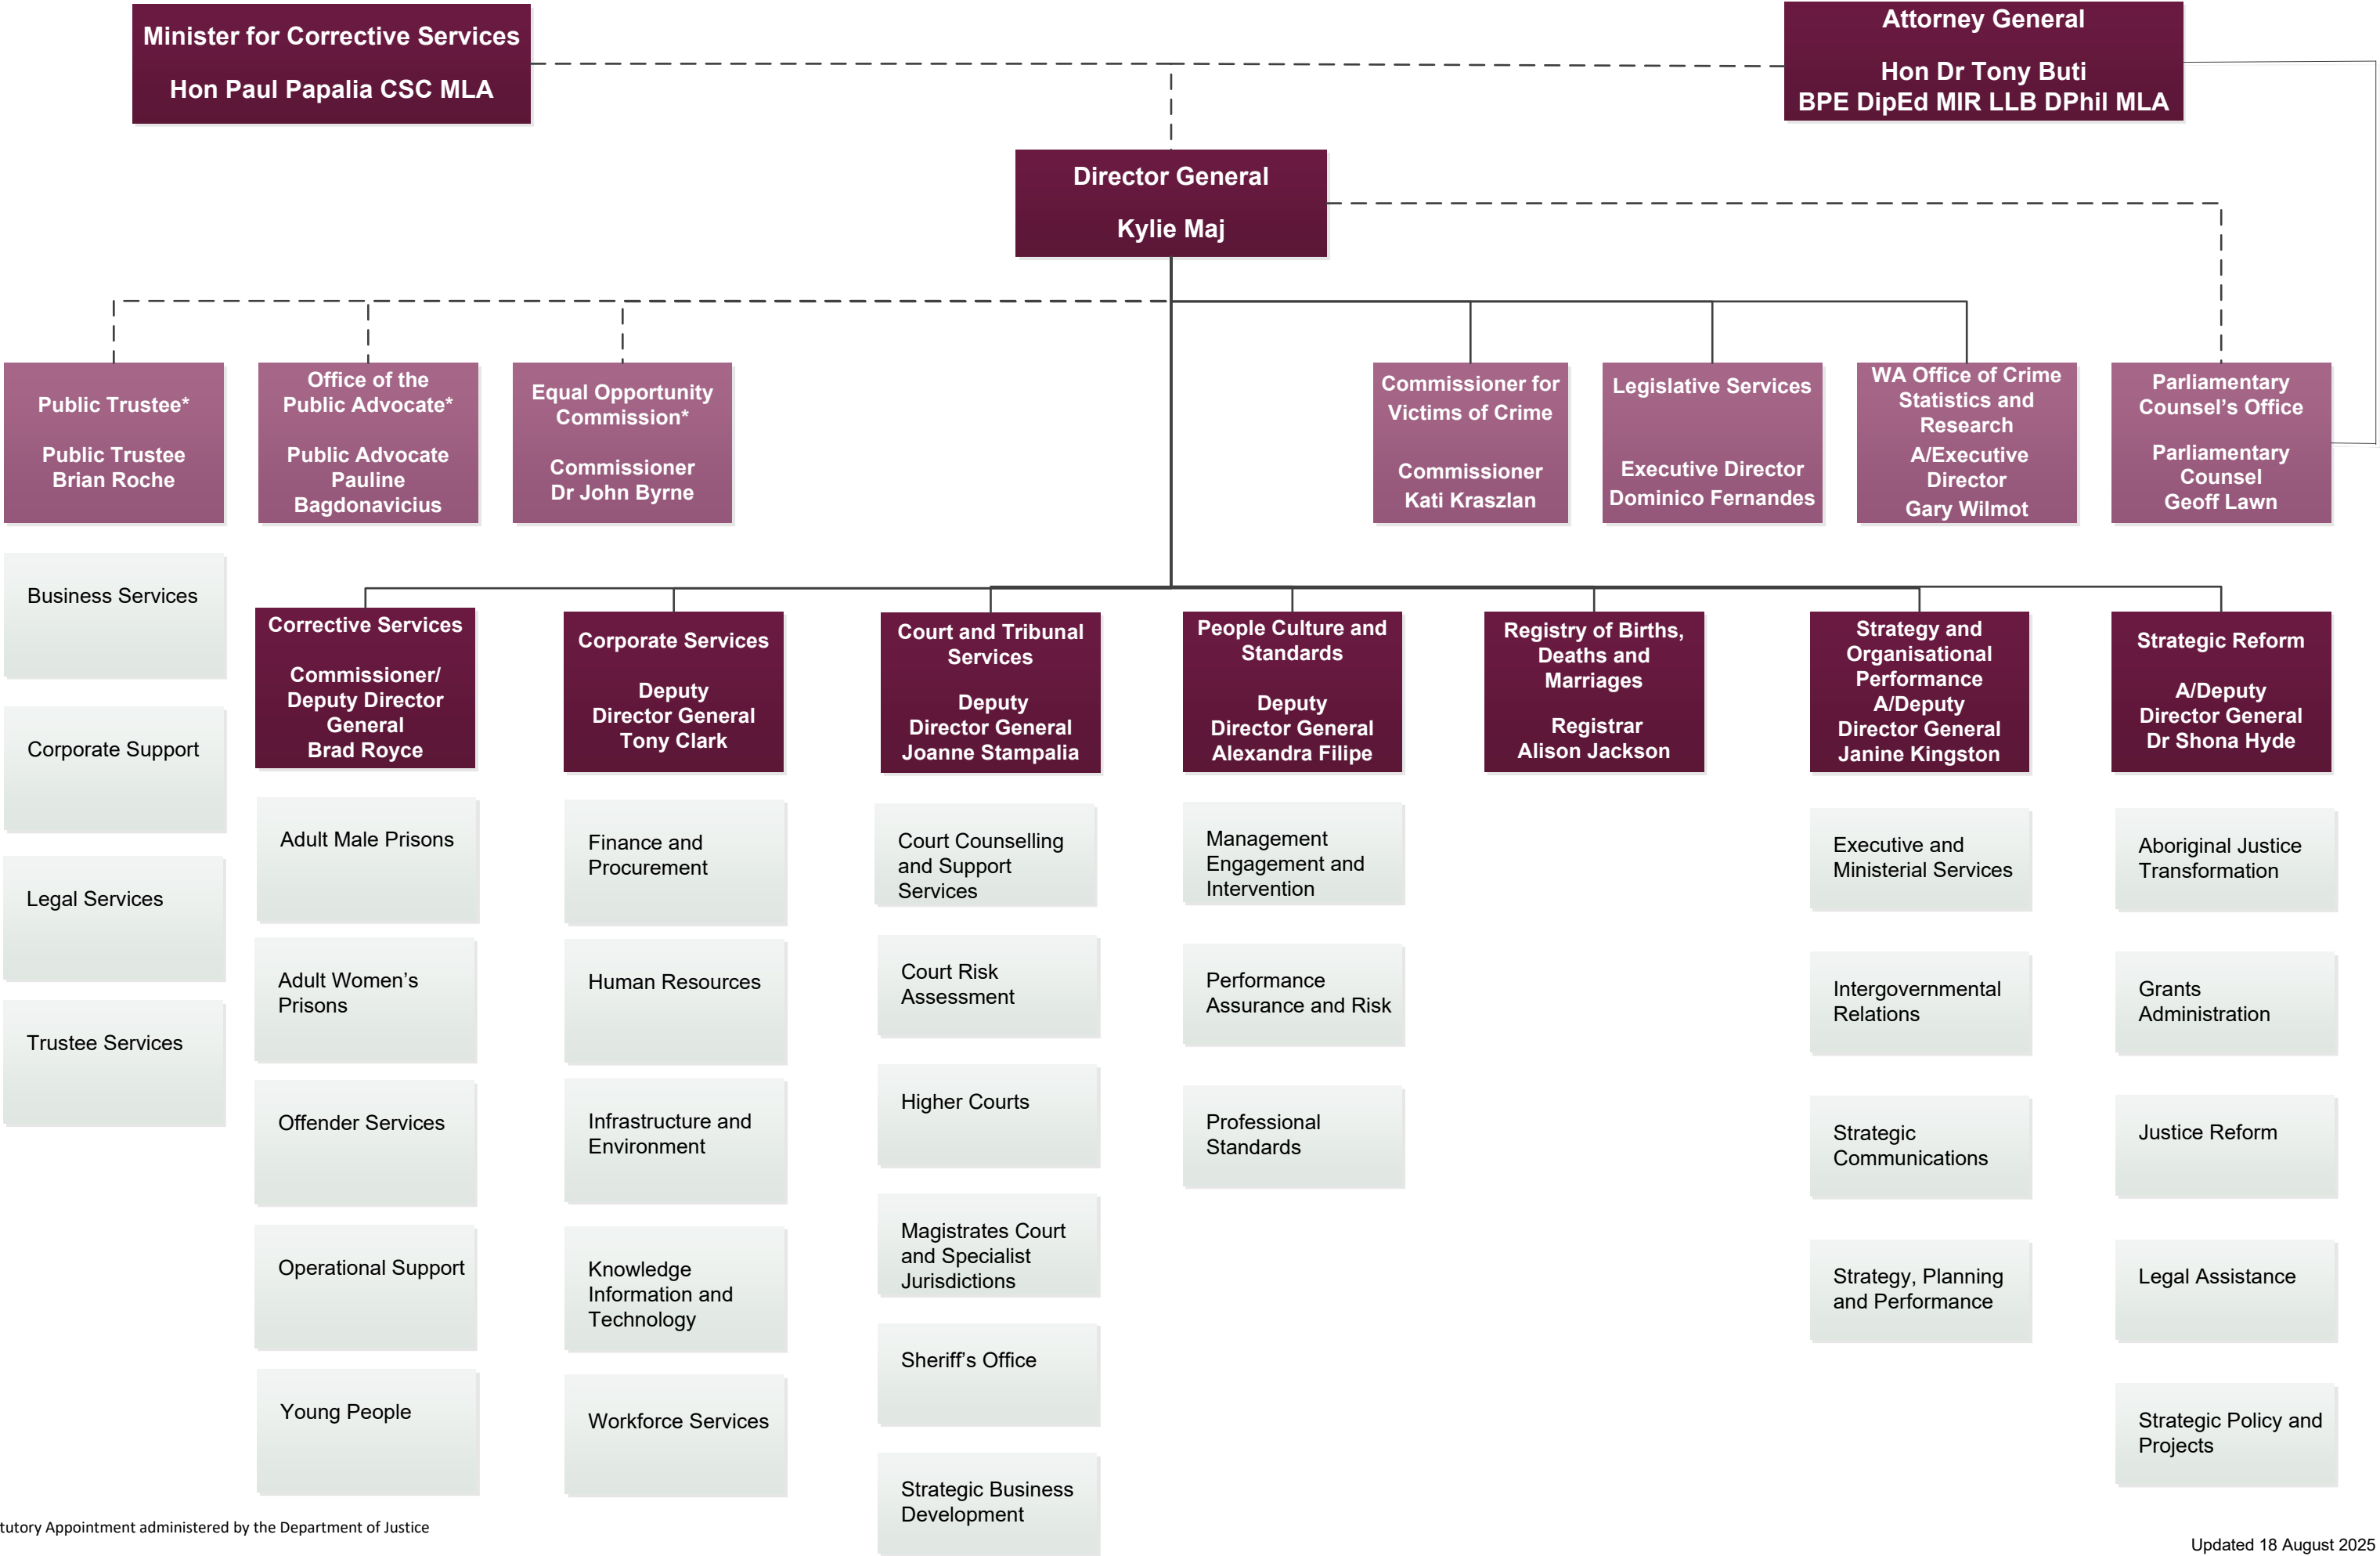 Minister for Corrective Services
Hon Paul Papalia CSC MLA
Attorney General
Hon Dr Tony Buti
BPE DipEd MIR LLB DPhil MLA
Director General
Kylie Maj
Public Trustee*
Public Trustee
Brian Roche
Office of the
Public Advocate*
Public Advocate
Pauline
Bagdonavicius
Equal Opportunity
Commission*
Commissioner
Dr John Byrne
Commissioner for
Victims of Crime
Commissioner
Kati Kraszlan
Legislative Services
Executive Director
Dominico Fernandes
WA Office of Crime
Statistics and
Research
A/Executive
Director
Gary Wilmot
Parliamentary
Counsel’s Office
Parliamentary
Counsel
Geoff Lawn
Business Services
Corporate Support
Legal Services
Trustee Services
Corrective Services
Commissioner/
Deputy Director
General
Brad Royce
Adult Male Prisons
Adult Women’s
Prisons
Offender Services
Operational Support
Young People
Corporate Services
Deputy
Director General
Tony Clark
Finance and
Procurement
Human Resources
Infrastructure and
Environment
Knowledge
Information and
Technology
Workforce Services
Court and Tribunal
Services
Deputy
Director General
Joanne Stampalia
Court Counselling
and Support
Services
Court Risk
Assessment
Higher Courts
Magistrates Court
and Specialist
Jurisdictions
Sheriff’s Office
Strategic Business
Development
People Culture and
Standards
Deputy
Director General
Alexandra Filipe
Management
Engagement and
Intervention
Performance
Assurance and Risk
Professional
Standards
Registry of Births,
Deaths and
Marriages
Registrar
Alison Jackson
Strategy and
Organisational
Performance
A/Deputy
Director General
Janine Kingston
Executive and
Ministerial Services
Intergovernmental
Relations
Strategic
Communications
Strategy, Planning
and Performance
Strategic Reform
A/Deputy
Director General
Dr Shona Hyde
Aboriginal Justice
Transformation
Grants
Administration
Justice Reform
Legal Assistance
Strategic Policy and
Projects
tutory Appointment administered by the Department of Justice
Updated 18 August 2025